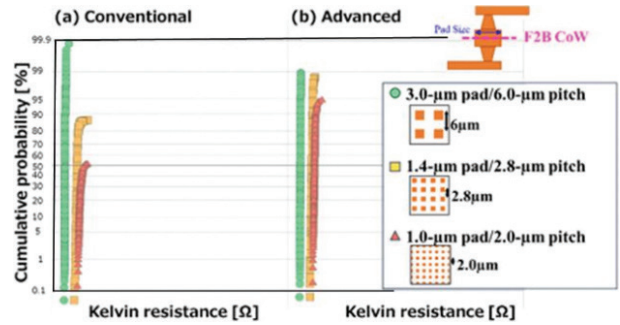 (a) Conventional
(b) Advanced
Pad Size
F2B CoW
Cumulative probability [%]
99.9
99
95
90
80
70
60
50
40
30
20
10
5
1
0.1
3.0-μm pad/6.0-μm pitch
6μm
1.4-μm pad/2.8-μm pitch
2.8μm
1.0-μm pad/2.0-μm pitch
2.0μm
Kelvin resistance [Ω]
Kelvin resistance [Ω]